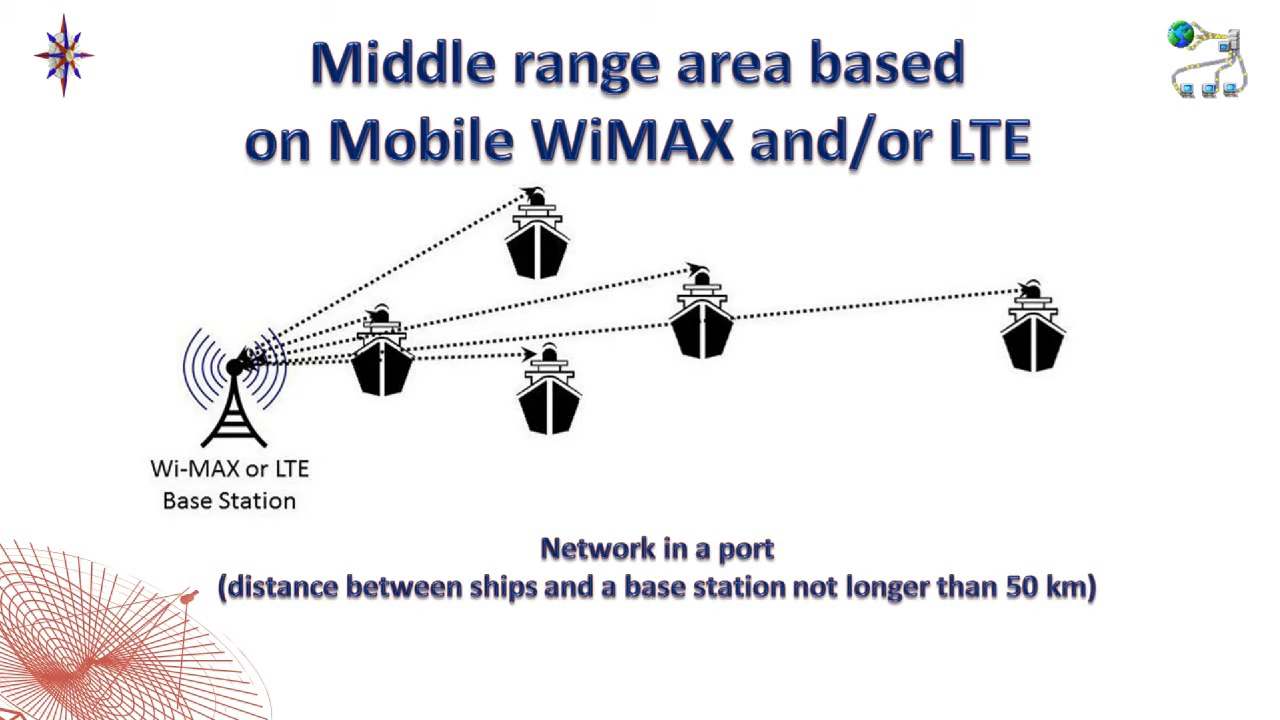 Middle range area based
on Mobile WiMAX and/or LTE
Wi-MAX or LTE
Base Station
Network in a port
(distance between ships and a base station not longer than 50 km)